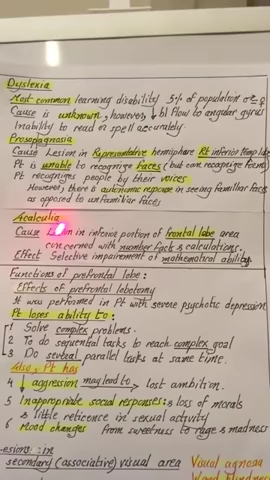 Dyslexia
Most common learning disability 5% of population ♂=♀
Cause is unknown, however, ↓ bl flow to angular gyrus
Inability to read or spell accurately.
Prosopagnosia
Cause Lesion in Representative hemisphere Rt inferior temp
Pt is unable to recognize faces (but can recognize
Pt recognizes people by their voices
However, there is autonomic response in seeing familiar faces
as opposed to unfamiliar faces
Acalculia
Cause in inferior portion of frontal lobe area
concerned with number facts & calculations.
Effect Selective impairment of mathematical ability.
Functions of prefrontal lobe:
Effects of prefrontal lobotomy
It was performed in Pt with severe psychotic depression
Pt loses ability to:
1 Solve complex problems.
2 To do sequential tasks to reach complex goal
3 Do several parallel tasks at same time.
Also, Pt has
4 ↓ aggression may lead to lost ambition.
5 Inappropriate social responses: loss of morals
& little reticence in sexual activity
6 Mood changes from sweetness to rage & madness
Lesions: in
secondary (associative) visual area Visual agnosia
Word blindness